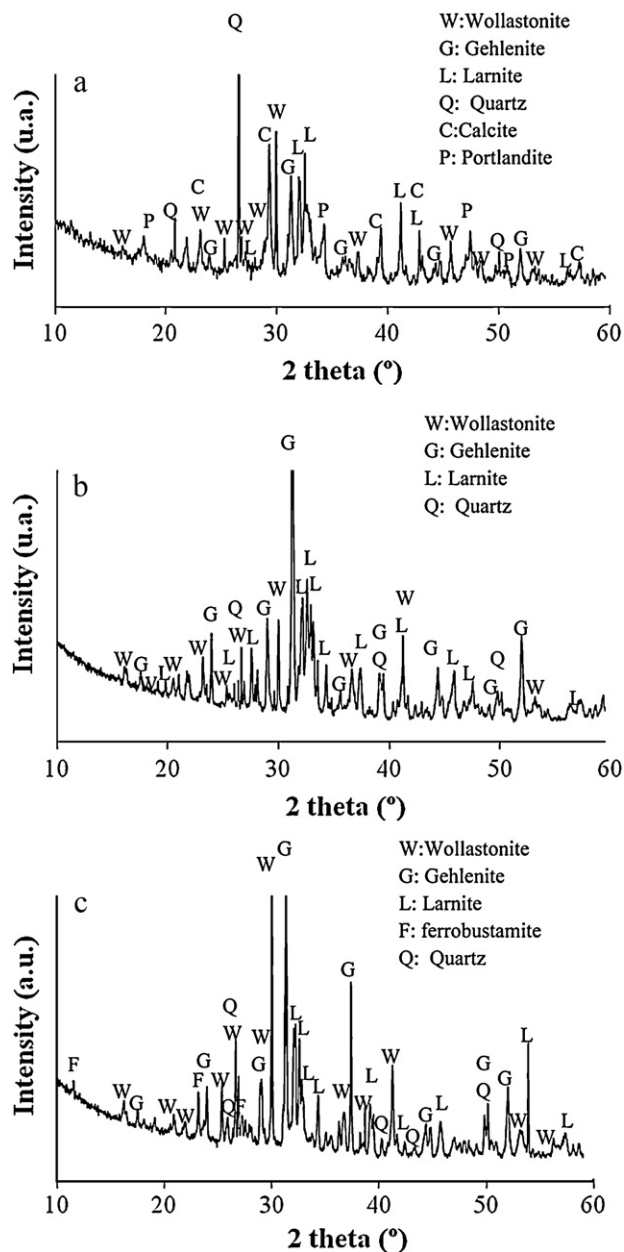 Q
W:Wollastonite
G: Gehlenite
L: Larnite
Q: Quartz
C:Calcite
P: Portlandite
a
Intensity (u.a.)
W
C
L
L
G
C
W
Q
P
W
G
W
W
W
L
P
G
W
C
L C
L
G
W
P
W
Q
P
G
W
L
C
10 20 30 40 50 60
2 theta (º)
W:Wollastonite
G: Gehlenite
L: Larnite
Q: Quartz
b
G
Intensity (u.a.)
W
G
W
L
W
W
G
Q
W
L
W
L
G
W
L
L
L
L
G
W
L
G
Q
W
L
G
L
L
G
Q
G
W
L
10 20 30 40 50 60
2 theta (º)
W:Wollastonite
G: Gehlenite
L: Larnite
F: ferrobustamite
Q: Quartz
c
W
G
Intensity (a.u.)
F
W
G
W
W
F
G
W
Q
W
Q
F
W
G
L
L
L
L
W
G
W
L
Q
W
L
Q
G
L
G
Q
G
W
L
W
L
10 20 30 40 50 60
2 theta (º)